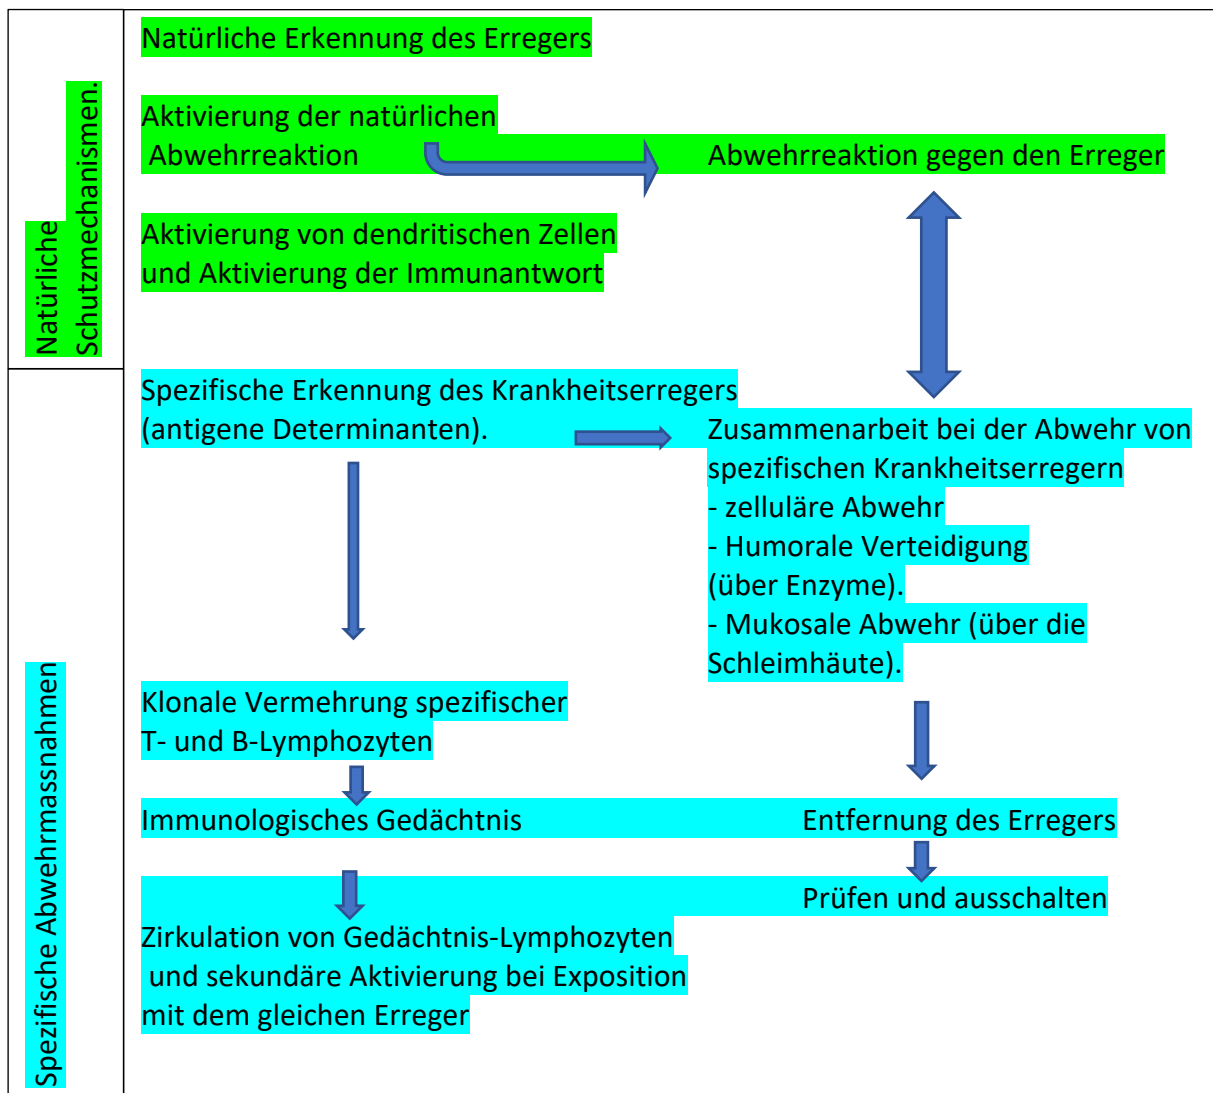 Natürliche
Schutzmechanismen.
Natürliche Erkennung des Erregers
Aktivierung der natürlichen
Abwehrreaktion
Abwehrreaktion gegen den Erreger
Aktivierung von dendritischen Zellen
und Aktivierung der Immunantwort
Spezifische Abwehrmassnahmen
Spezifische Erkennung des Krankheitserregers
(antigene Determinanten).
Zusammenarbeit bei der Abwehr von
spezifischen Krankheitserregern
- zelluläre Abwehr
- Humorale Verteidigung
(über Enzyme).
- Mukosale Abwehr (über die
Schleimhäute).
Klonale Vermehrung spezifischer
T- und B-Lymphozyten
Immunologisches Gedächtnis
Entfernung des Erregers
Prüfen und ausschalten
Zirkulation von Gedächtnis-Lymphozyten
und sekundäre Aktivierung bei Exposition
mit dem gleichen Erreger